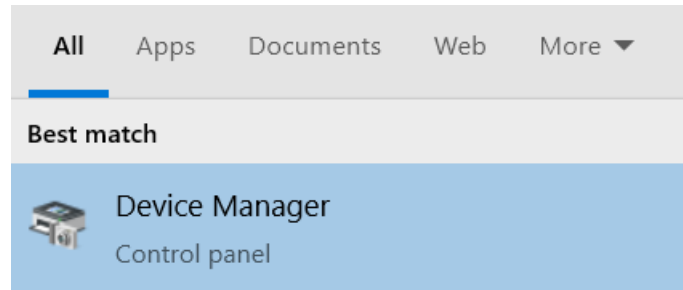 All Apps Documents Web More
Best match
Device Manager
Control panel